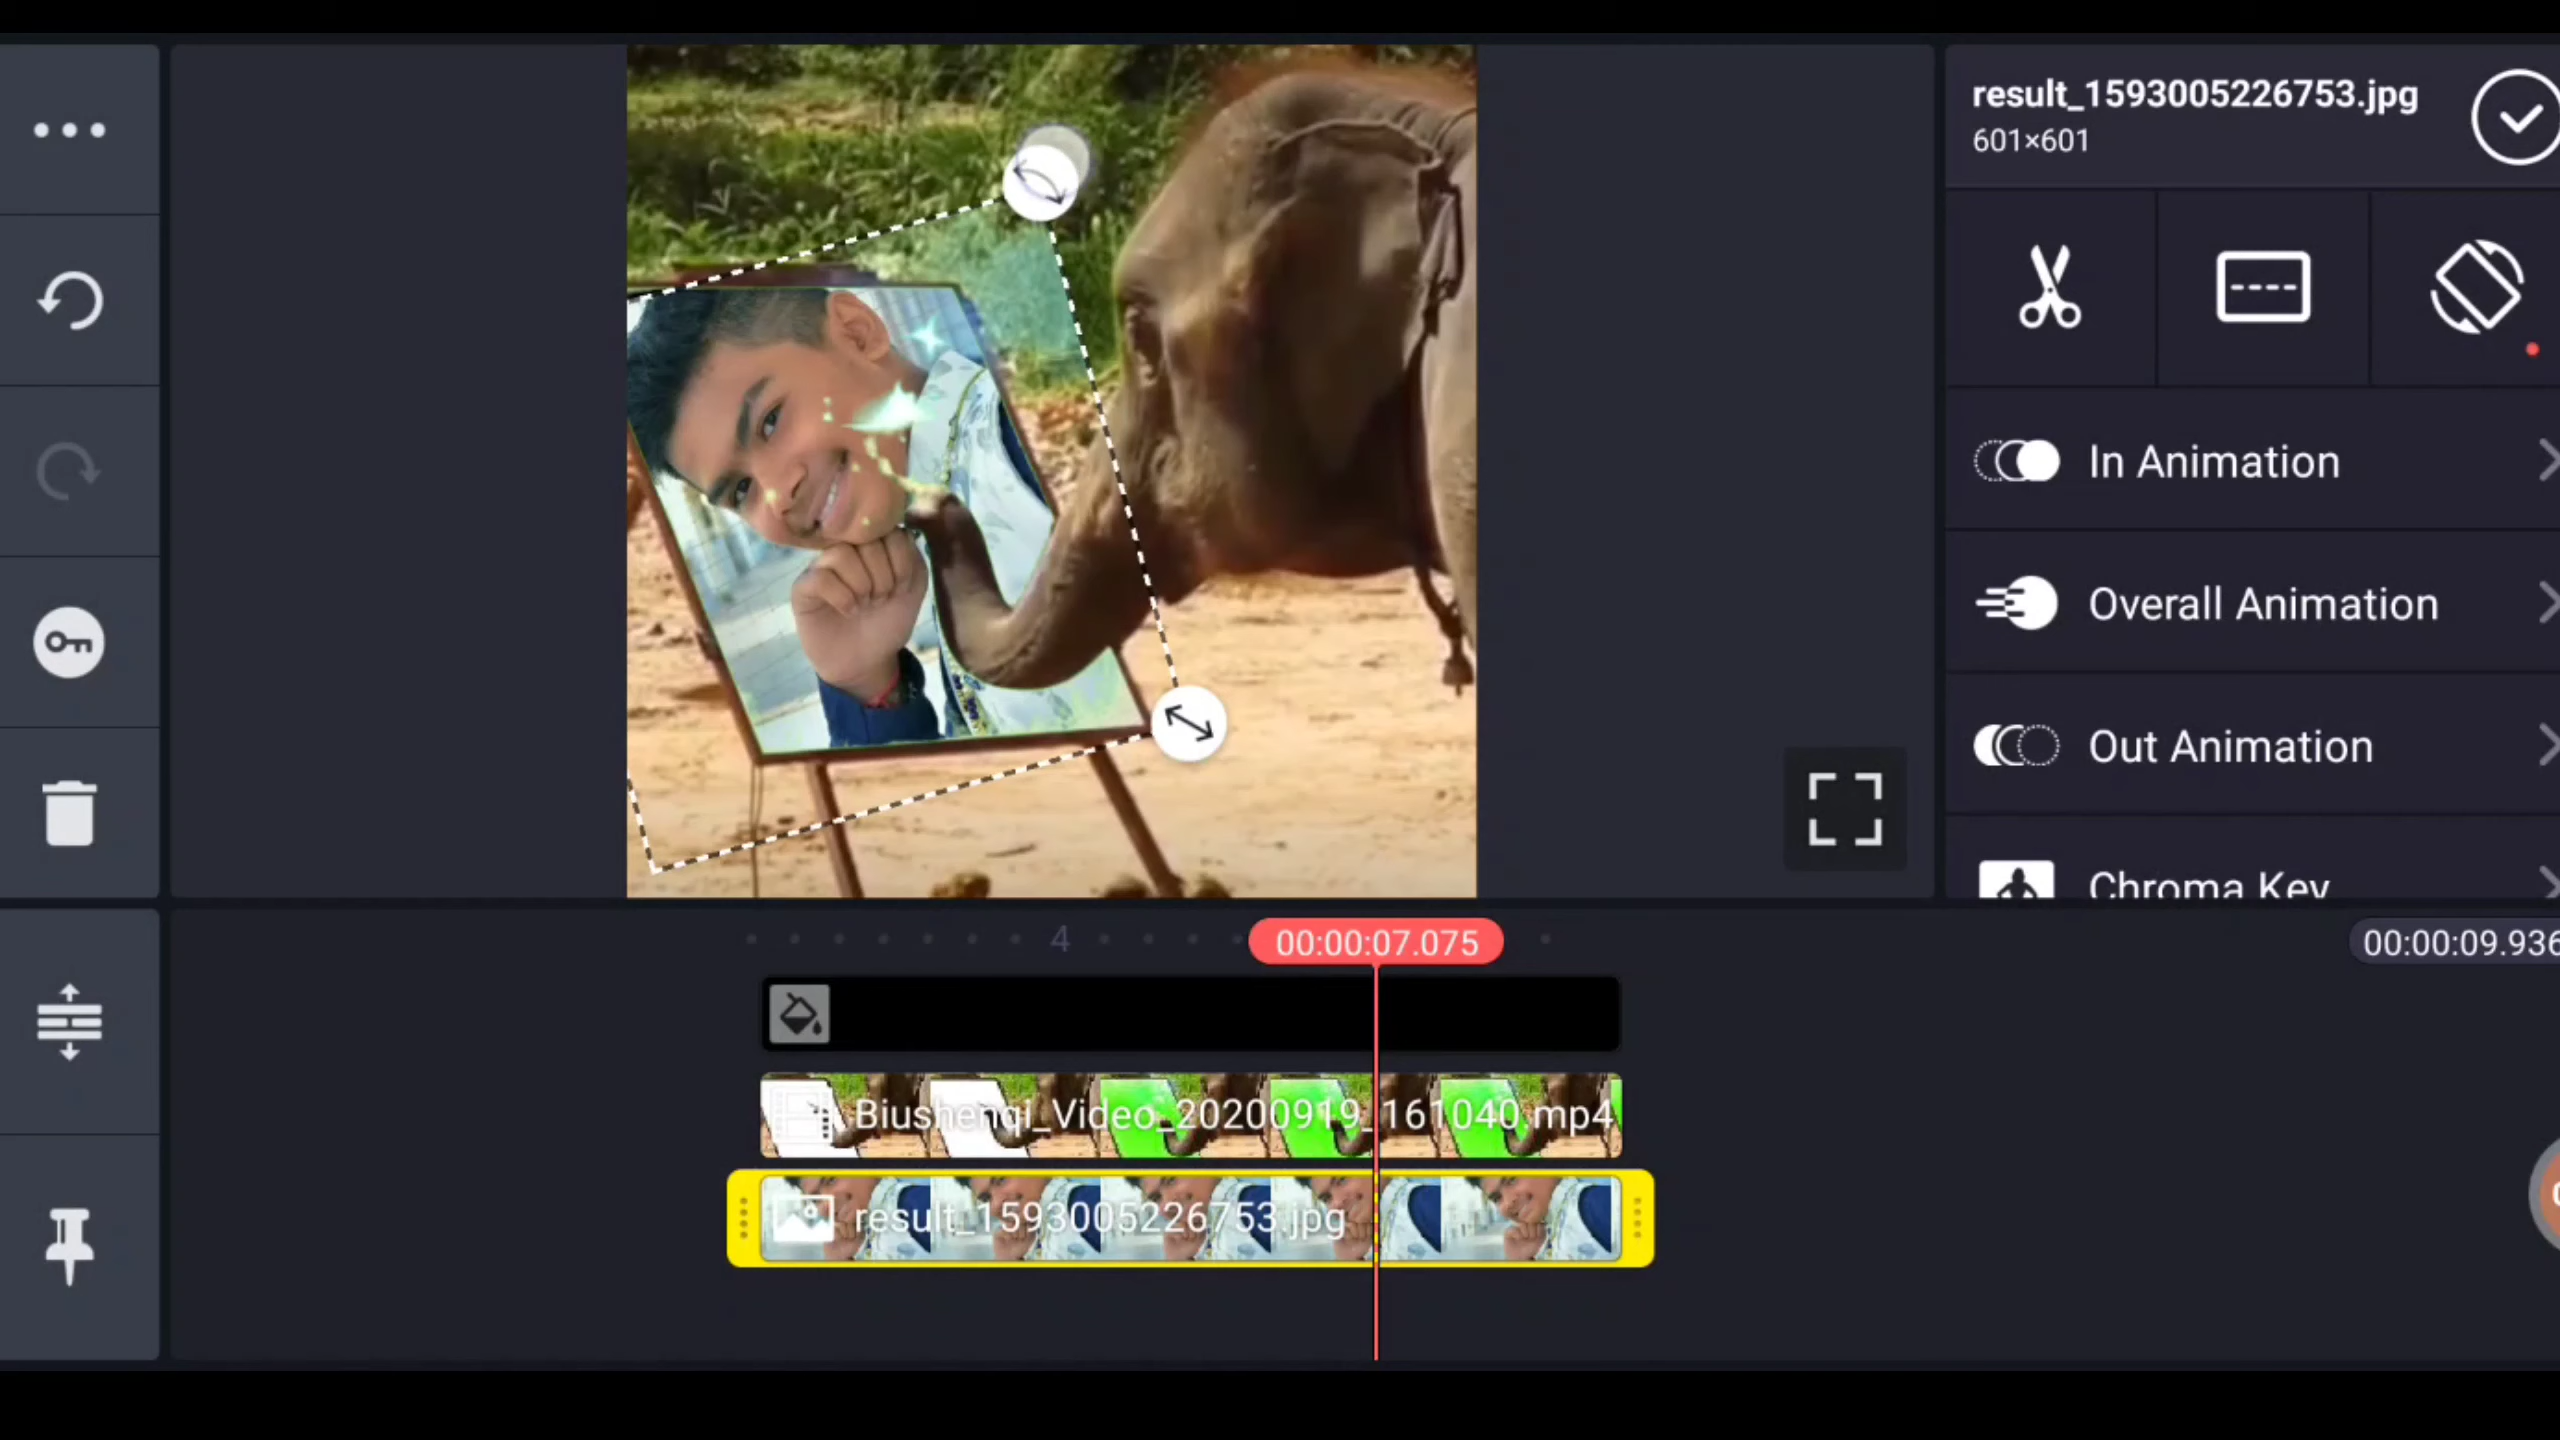 result_1593005226753.jpg
601×601
In Animation
Overall Animation
Out Animation
Chroma Key
4
00:00:07.075
00:00:09.936
Biushenqi_Video_20200919_161040.mp4
result_1593005226753.jpg